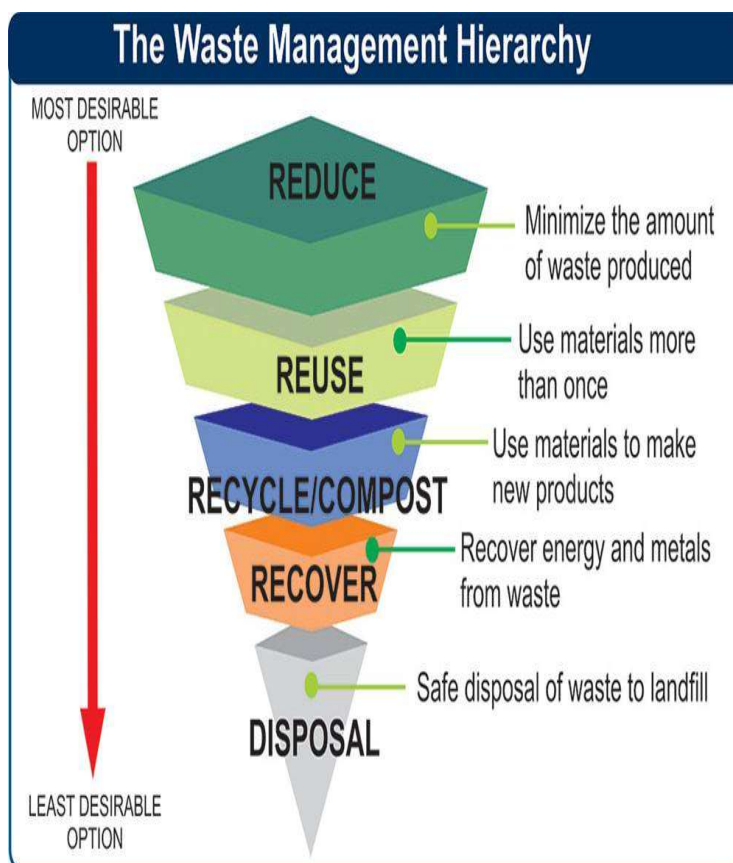 The Waste Management Hierarchy
MOST DESIRABLE
OPTION
REDUCE
Minimize the amount
of waste produced
REUSE
Use materials more
than once
RECYCLE/COMPOST
Use materials to make
new products
RECOVER
Recover energy and metals
from waste
DISPOSAL
Safe disposal of waste to landfill
LEAST DESIRABLE
OPTION